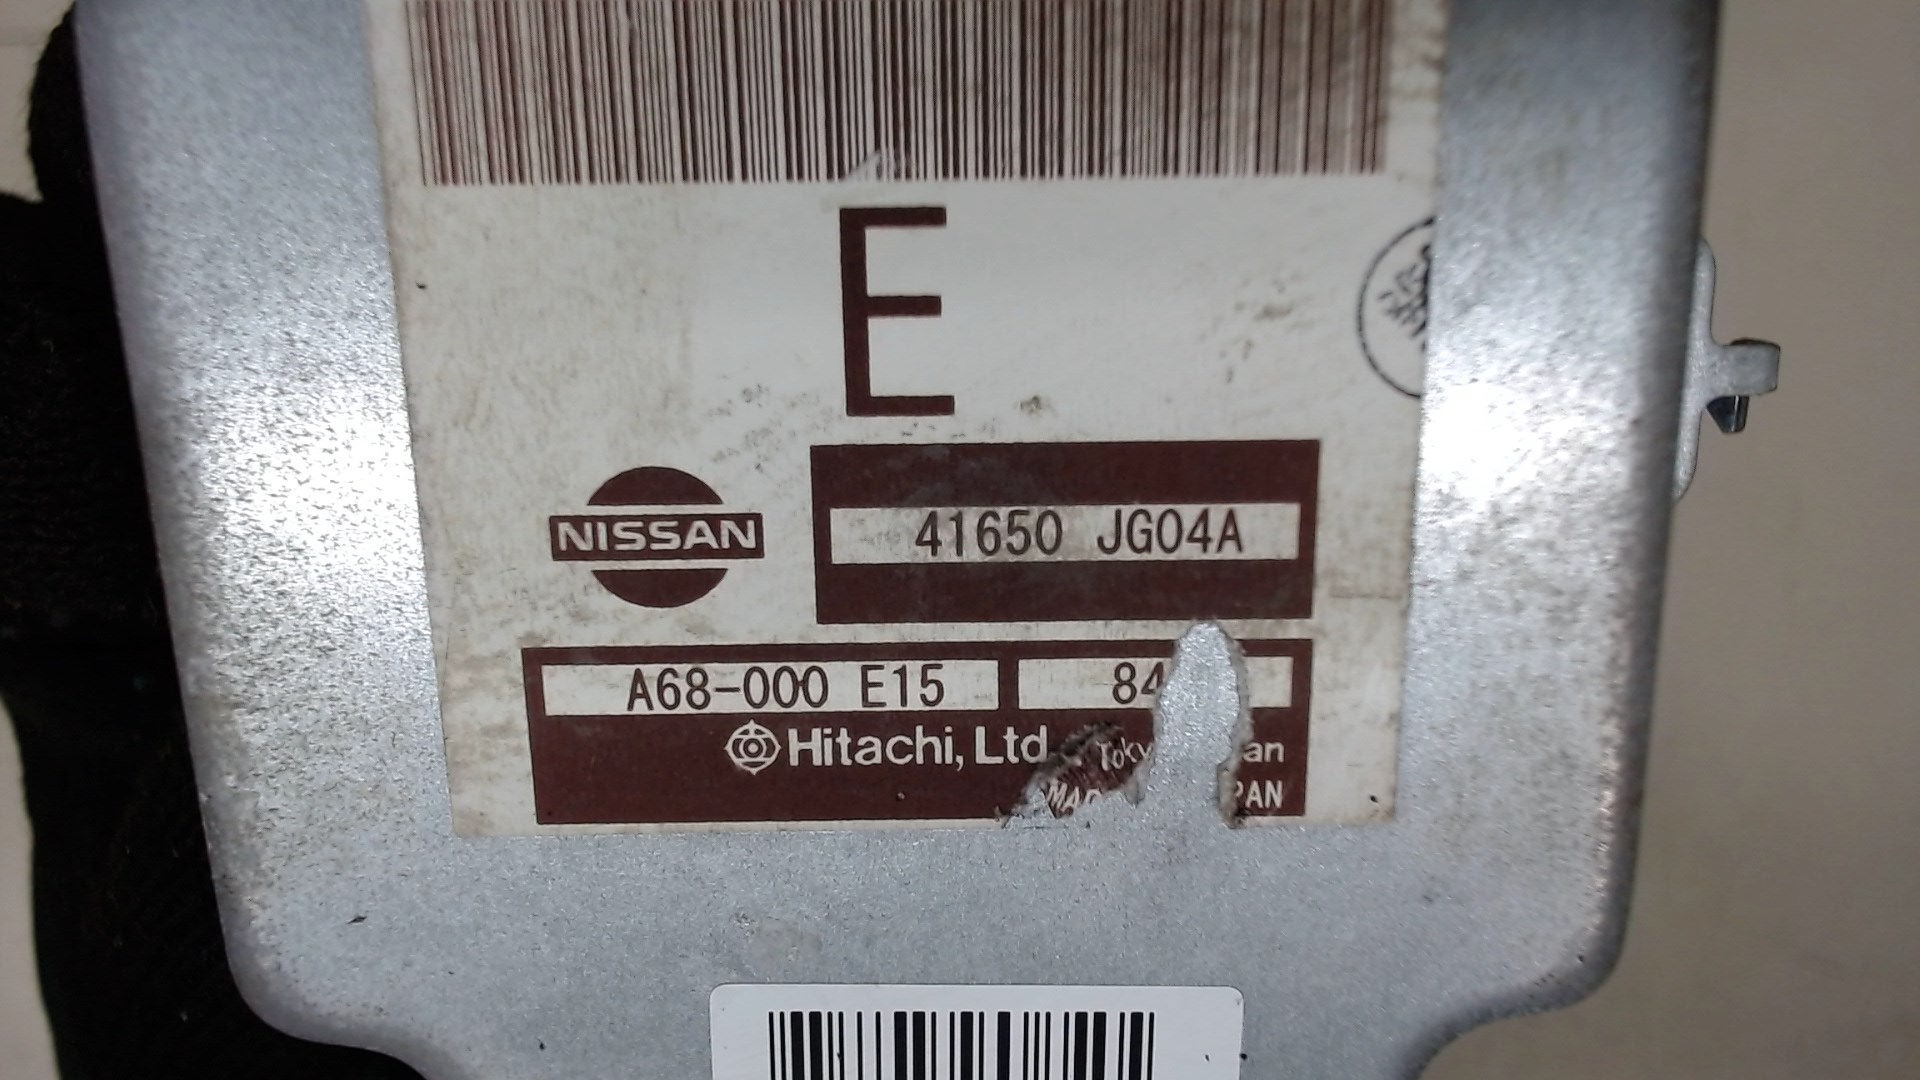 E
NISSAN
41650 JG04A
A68-000 E15
84
Hitachi, Ltd